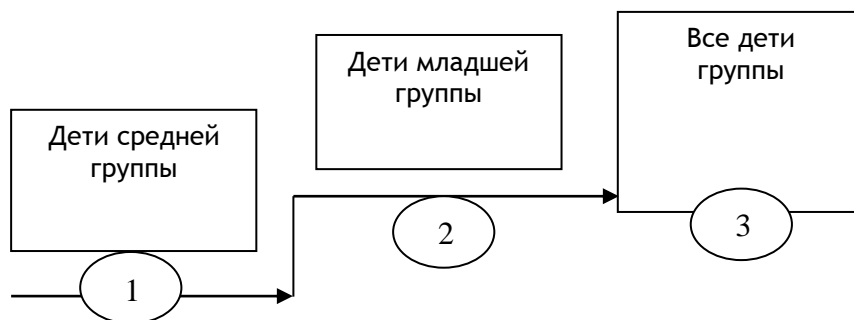 Дети средней
группы
1
Дети младшей
группы
2
Все дети
группы
3